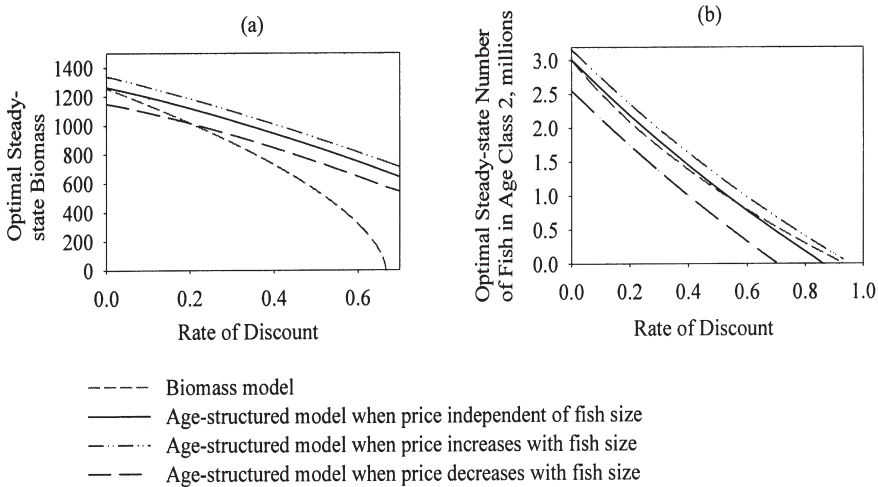 (a)
Optimal Steady-
state Biomass
1400
1200
1000
800
600
400
200
0
0.0 0.2 0.4 0.6
Rate of Discount
(b)
Optimal Steady-state Number
of Fish in Age Class 2, millions
3.0
2.5
2.0
1.5
1.0
0.5
0.0
0.0 0.2 0.4 0.6 0.8 1.0
Rate of Discount
Biomass model
Age-structured model when price independent of fish size
Age-structured model when price increases with fish size
Age-structured model when price decreases with fish size